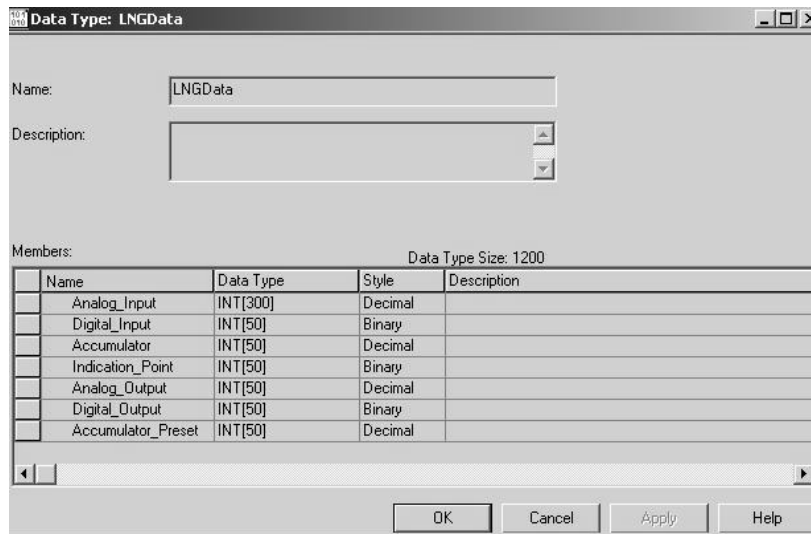 Data Type: LNGData
Name: LNGData
Description:
Members: Data Type Size: 1200
Name Data Type Style Description
Analog_Input INT[300] Decimal
Digital_Input INT[50] Binary
Accumulator INT[50] Decimal
Indication_Point INT[50] Binary
Analog_Output INT[50] Decimal
Digital_Output INT[50] Binary
Accumulator_Preset INT[50] Decimal
OK Cancel Apply Help